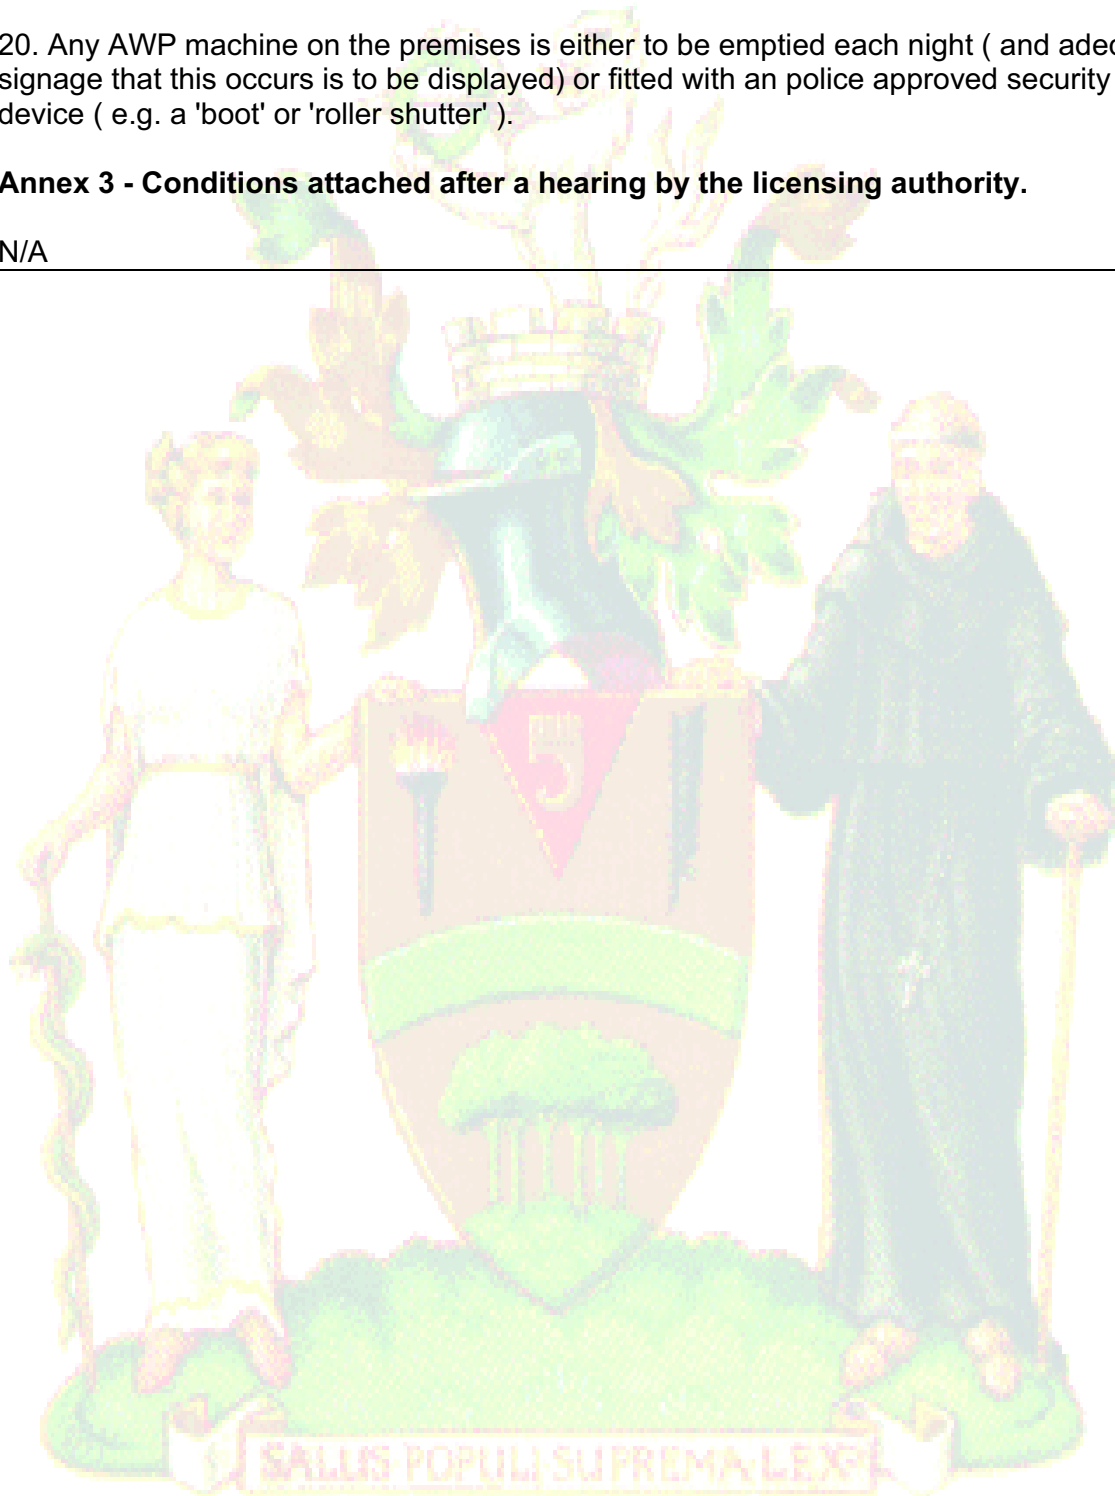 20. Any AWP machine on the premises is either to be emptied each night ( and
signage that this occurs is to be displayed) or fitted with an police approved security
device ( e.g. a 'boot' or 'roller shutter' ).
Annex 3 - Conditions attached after a hearing by the licensing authority.
N/A
5
SALUS·POPULI·SUPREMA·LEX